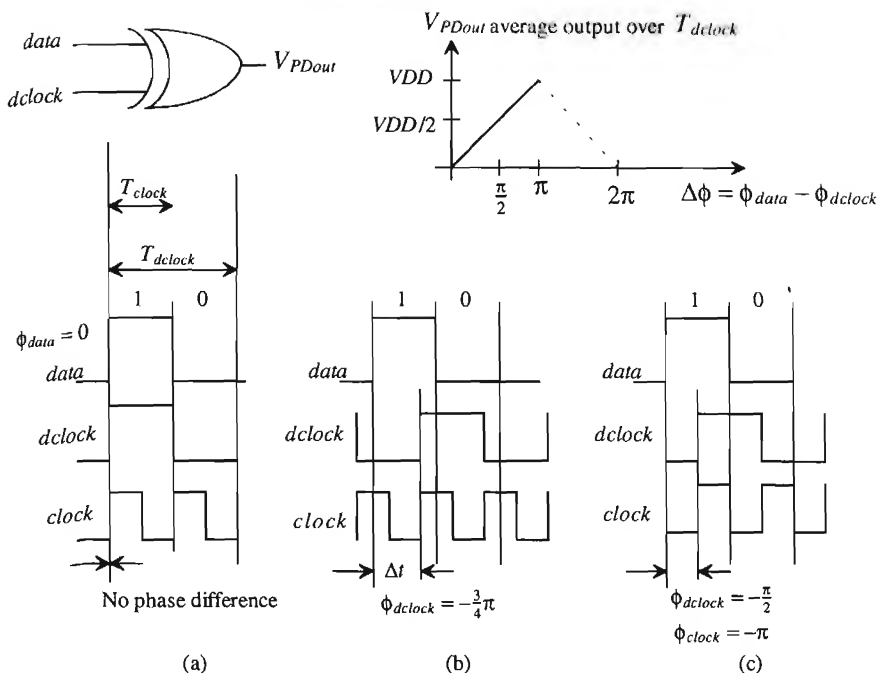 data
dclock
V_PDout
V_PDout average output over T_dclock
VDD
VDD/2
π/2
π
2π
Δϕ = ϕ_data − ϕ_dclock
T_clock
T_dclock
1 0
ϕ_data = 0
data
dclock
clock
No phase difference
(a)
1 0
data
dclock
clock
Δt
ϕ_dclock = −3/4π
(b)
1 0
data
dclock
clock
ϕ_dclock = −π/2
ϕ_clock = −π
(c)